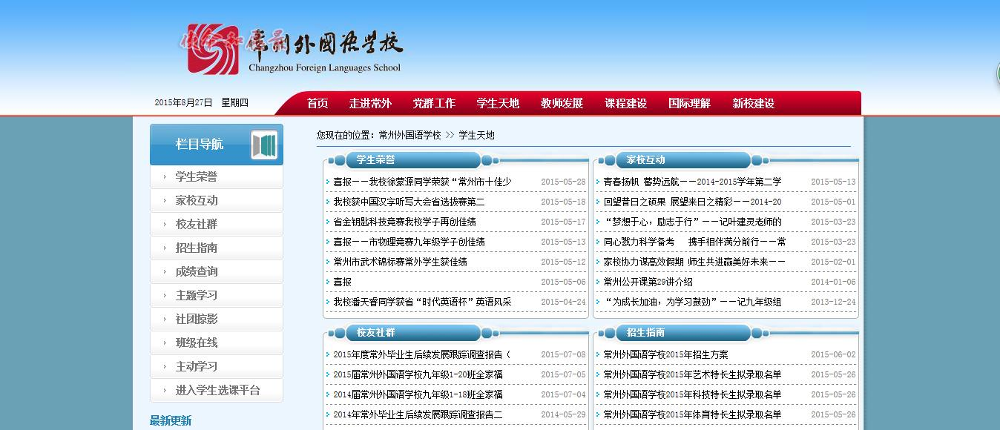 常州外国语学校
Changzhou Foreign Languages School
2015年8月27日 星期四
首页 走进常外 党群工作 学生天地 教师发展 课程建设 国际理解 新校建设
栏目导航
学生荣誉
家校互动
校友社群
招生指南
成绩查询
主题学习
社团掠影
班级在线
主动学习
进入学生选课平台
最新更新
您现在的位置：常州外国语学校 >> 学生天地
学生荣誉
喜报——我校徐蒙源同学荣获“常州市十佳少 2015-05-28
我校获中国汉字听写大会省选拔赛第二 2015-05-18
省金钥匙科技竞赛我校学子再创佳绩 2015-05-17
喜报——市物理竞赛九年级学子创佳绩 2015-05-13
常州市武术锦标赛常外学生获佳绩 2015-05-12
喜报 2015-05-06
我校潘天睿同学获省“时代英语杯”英语风采 2015-04-24
家校互动
青春扬帆 蓄势远航——2014-2015学年第二学 2015-05-13
回望昔日之硕果 展望来日之精彩——2014-20 2015-05-01
“梦想于心，励志于行”——记叶建灵老师的 2015-03-23
同心戮力科学备考 携手相伴满分前行——常 2015-03-23
家校协力谋高效假期 师生共进赢美好未来—— 2015-02-01
常州公开课第29讲介绍 2014-01-06
“为成长加油，为学习鼓劲”——记九年级组 2013-12-24
校友社群
2015年度常外毕业生后续发展跟踪调查报告（ 2015-07-08
2015届常州外国语学校九年级1-20班全家福 2015-07-05
2014届常州外国语学校九年级1-18班全家福 2015-07-04
2014年常外毕业生后续发展跟踪调查报告二 2014-05-29
招生指南
常州外国语学校2015年招生方案 2015-06-02
常州外国语学校2015年艺术特长生拟录取名单 2015-05-26
常州外国语学校2015年科技特长生拟录取名单 2015-05-26
常州外国语学校2015年体育特长生拟录取名单 2015-05-26